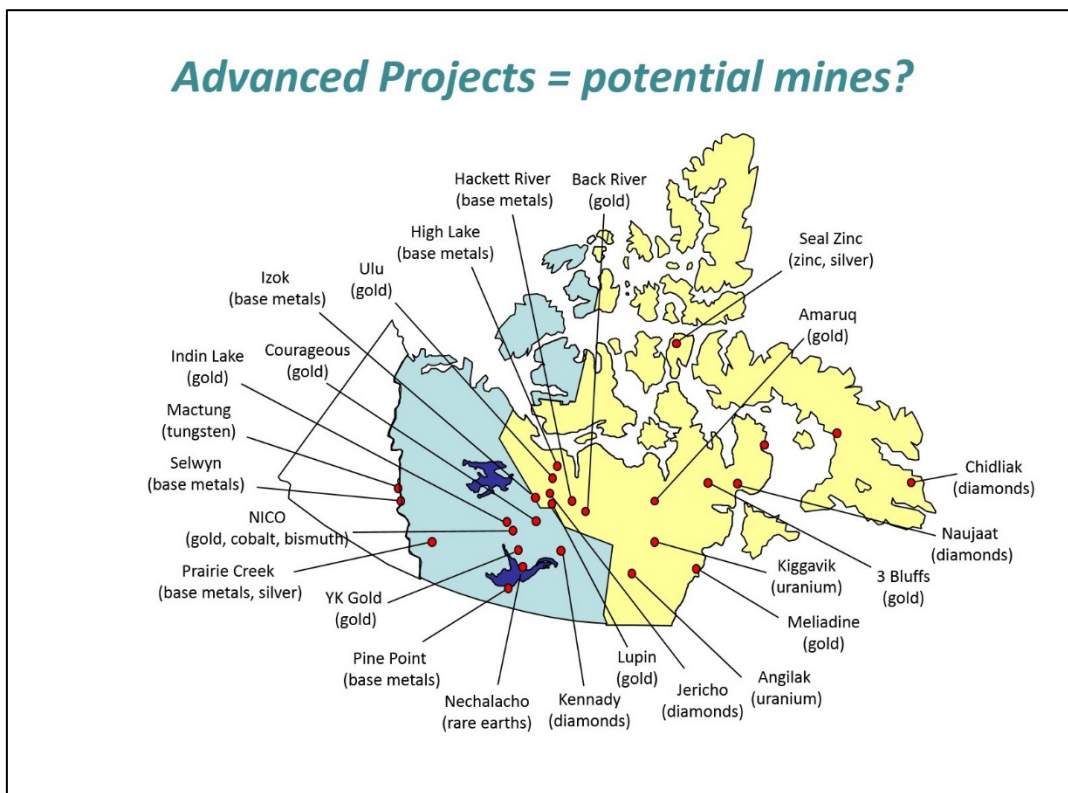 Advanced Projects = potential mines?
Hackett River
(base metals)
Back River
(gold)
High Lake
(base metals)
Seal Zinc
(zinc, silver)
Ulu
(gold)
Izok
(base metals)
Amaruq
(gold)
Courageous
(gold)
Indin Lake
(gold)
Mactung
(tungsten)
Selwyn
(base metals)
Chidliak
(diamonds)
NICO
(gold, cobalt, bismuth)
Naujaat
(diamonds)
Prairie Creek
(base metals, silver)
Kiggavik
(uranium)
3 Bluffs
(gold)
YK Gold
(gold)
Meliadine
(gold)
Pine Point
(base metals)
Lupin
(gold)
Angilak
(uranium)
Jericho
(diamonds)
Nechalacho
(rare earths)
Kennady
(diamonds)